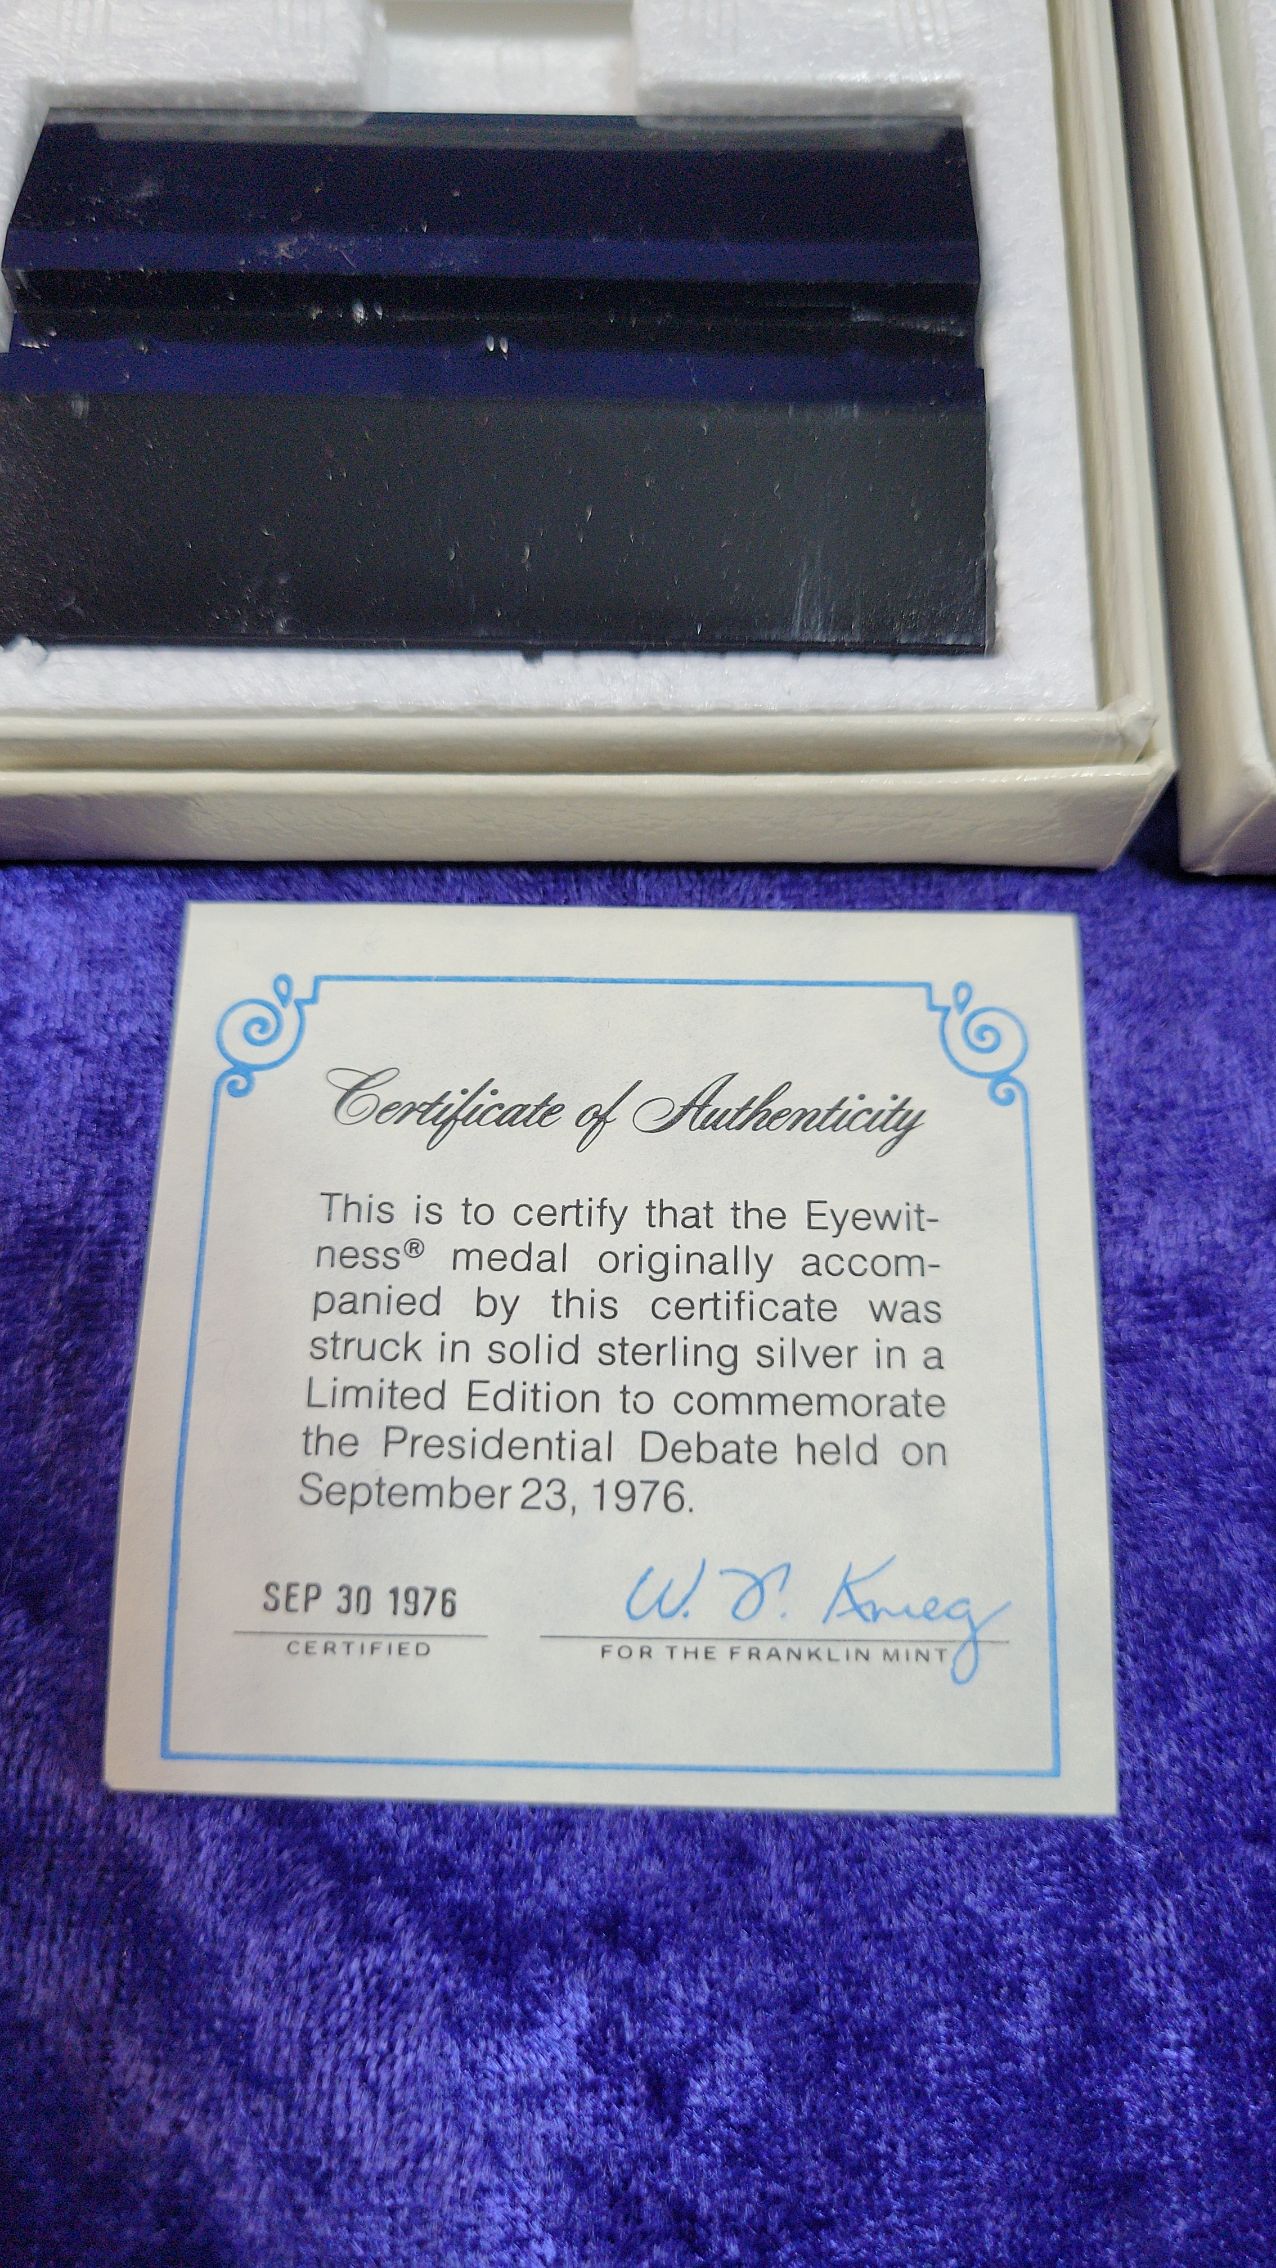 Certificate of Authenticity
This is to certify that the Eyewit-
ness® medal originally accom-
panied by this certificate was
struck in solid sterling silver in a
Limited Edition to commemorate
the Presidential Debate held on
September 23, 1976.
SEP 30 1976
CERTIFIED
W. J. Krieg
FOR THE FRANKLIN MINT